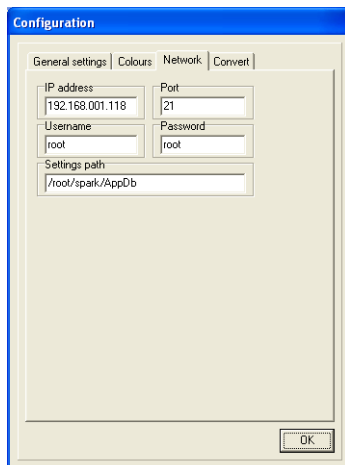 Configuration
General settings Colours Network Convert
IP address Port
192.168.001.118 21
Username Password
root root
Settings path
/root/spark/AppDb
OK